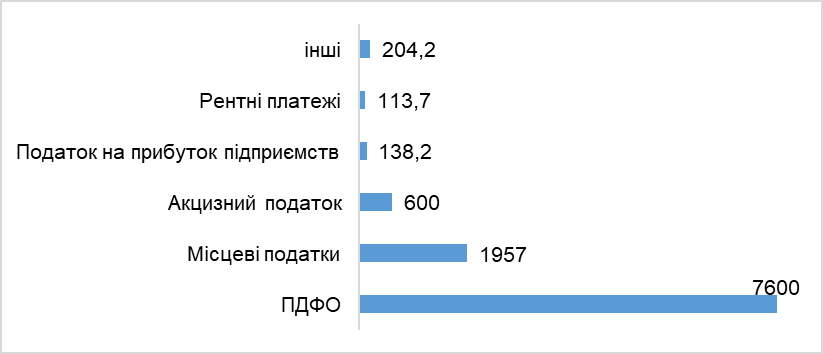 інші 204,2
Рентні платежі 113,7
Податок на прибуток підприємств 138,2
Акцизний податок 600
Місцеві податки 1957
7600
ПДФО